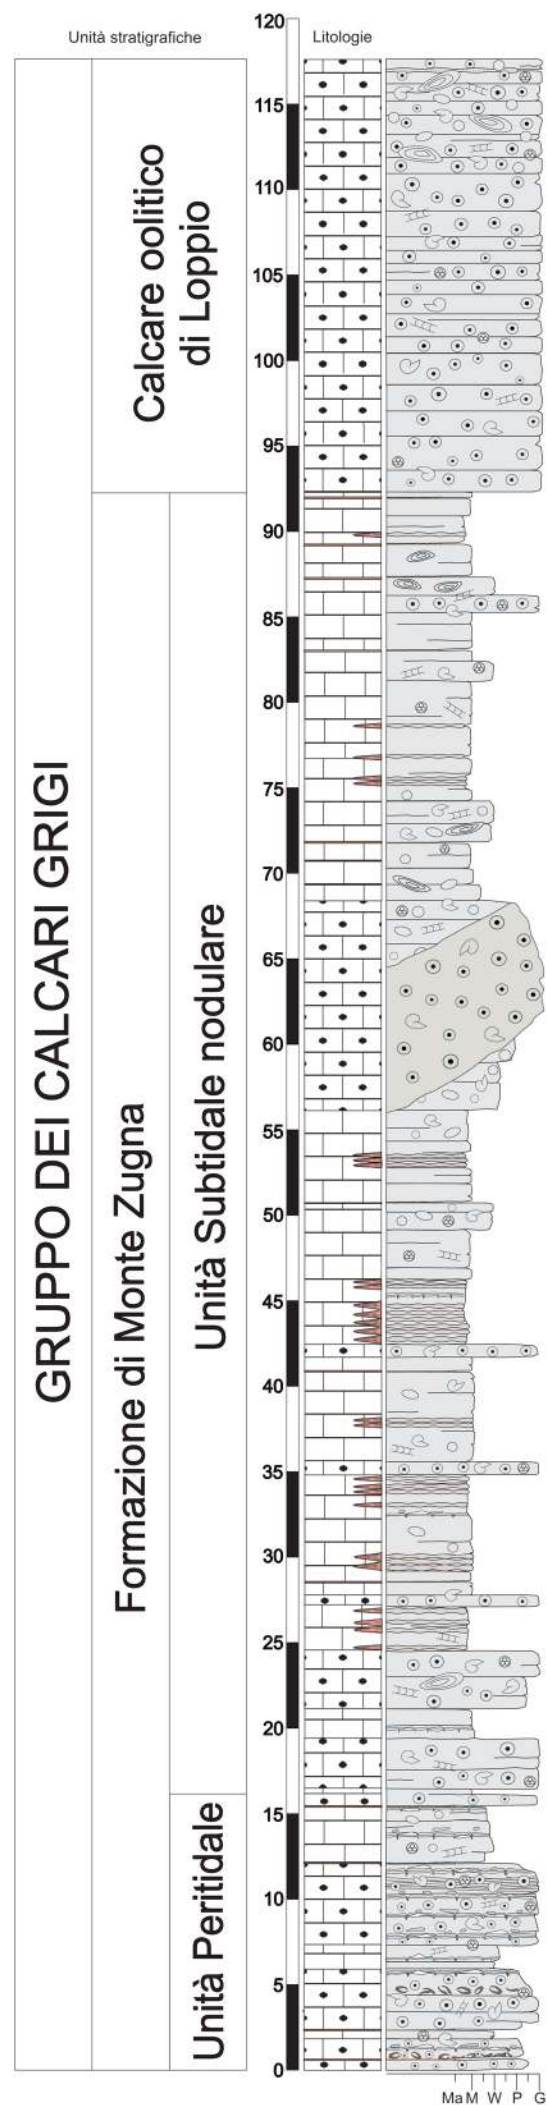 Unità stratigrafiche
Litologie
GRUPPO DEI CALCARI GRIGI
Calcare oolitico
di Loppio
Formazione di Monte Zugna
Unità Subtidale nodulare
Unità Peritidale
120
115
110
105
100
95
90
85
80
75
70
65
60
55
50
45
40
35
30
25
20
15
10
5
0
Ma M W P G